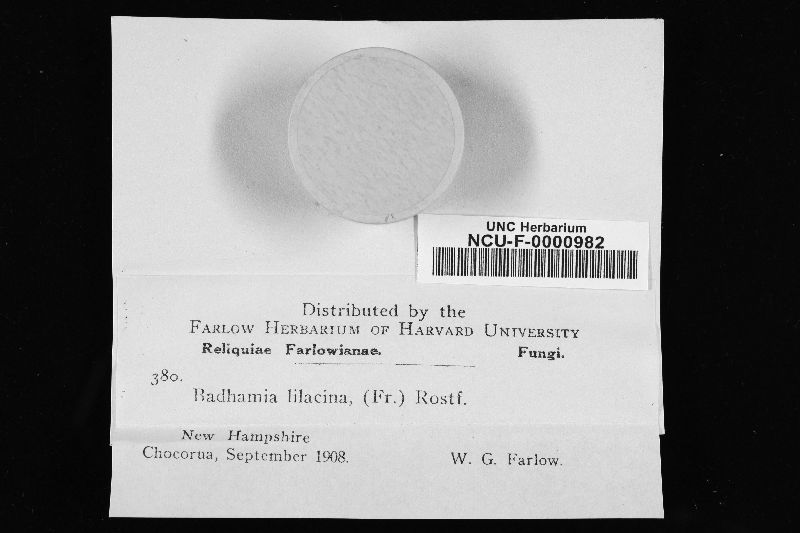 UNC Herbarium
NCU-F-0000982
Distributed by the
Farlow Herbarium of Harvard University
Reliquiae Farlowianae. Fungi.
380.
Badhamia lilacina, (Fr.) Rostf.
New Hampshire
Chocorua, September 1908. W. G. Farlow.